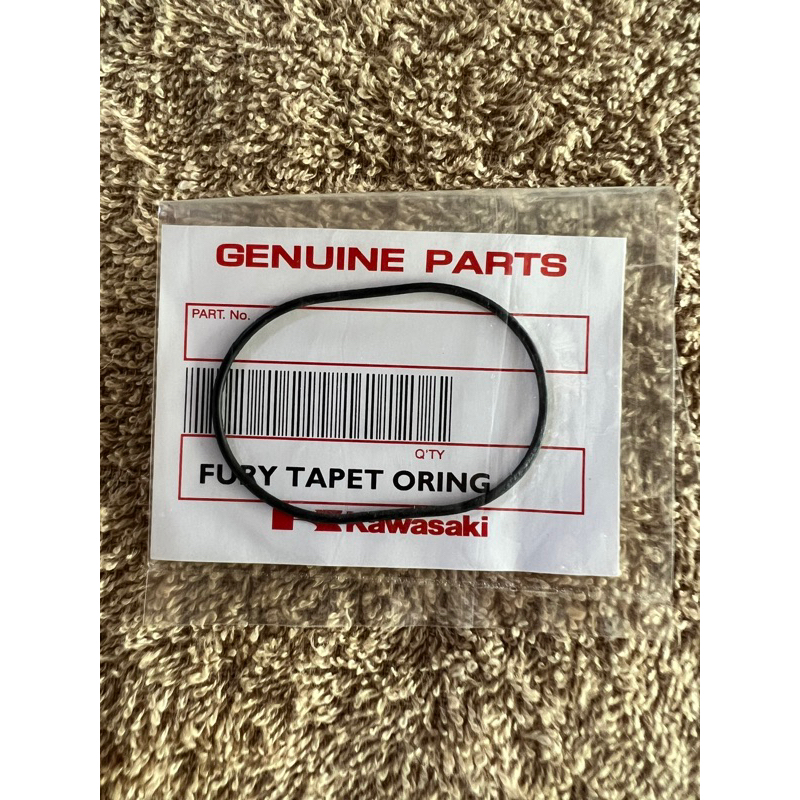 GENUINE PARTS
PART. No.
Q'TY
FURY TAPET ORING
Kawasaki